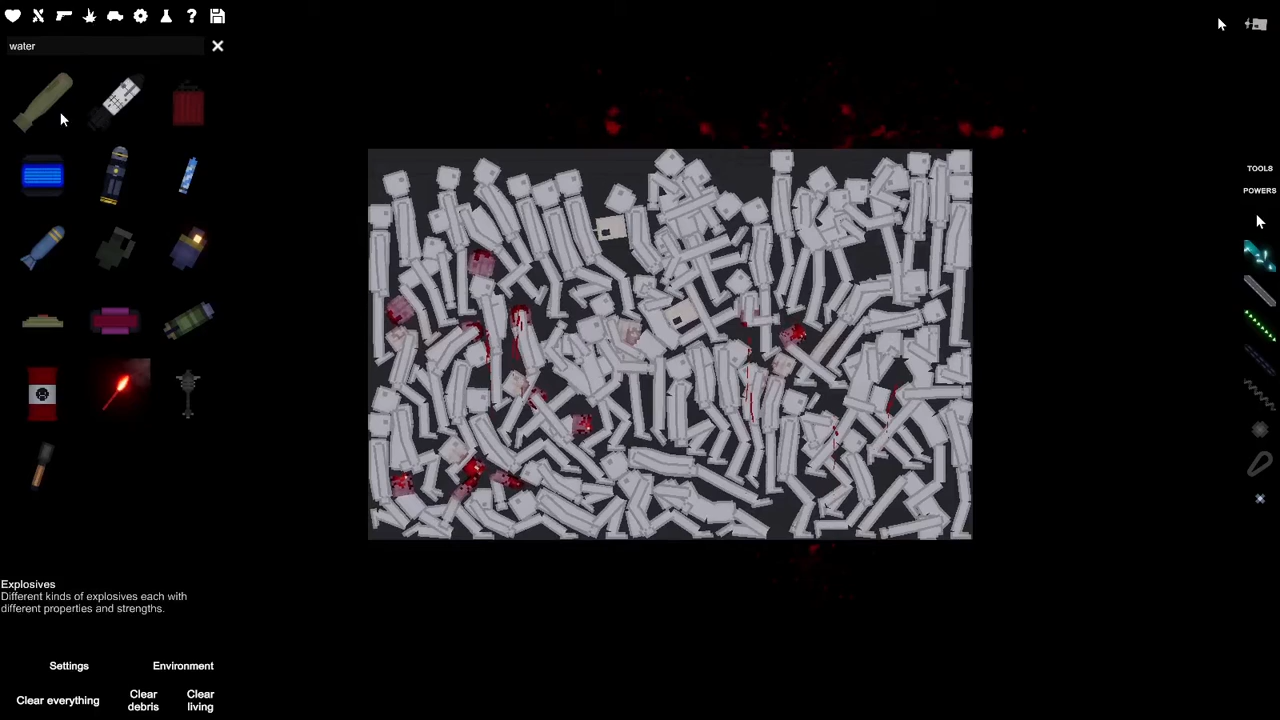 water
TOOLS
POWERS
Explosives
Different kinds of explosives each with
different properties and strengths.
Settings
Environment
Clear everything
Clear
debris
Clear
living